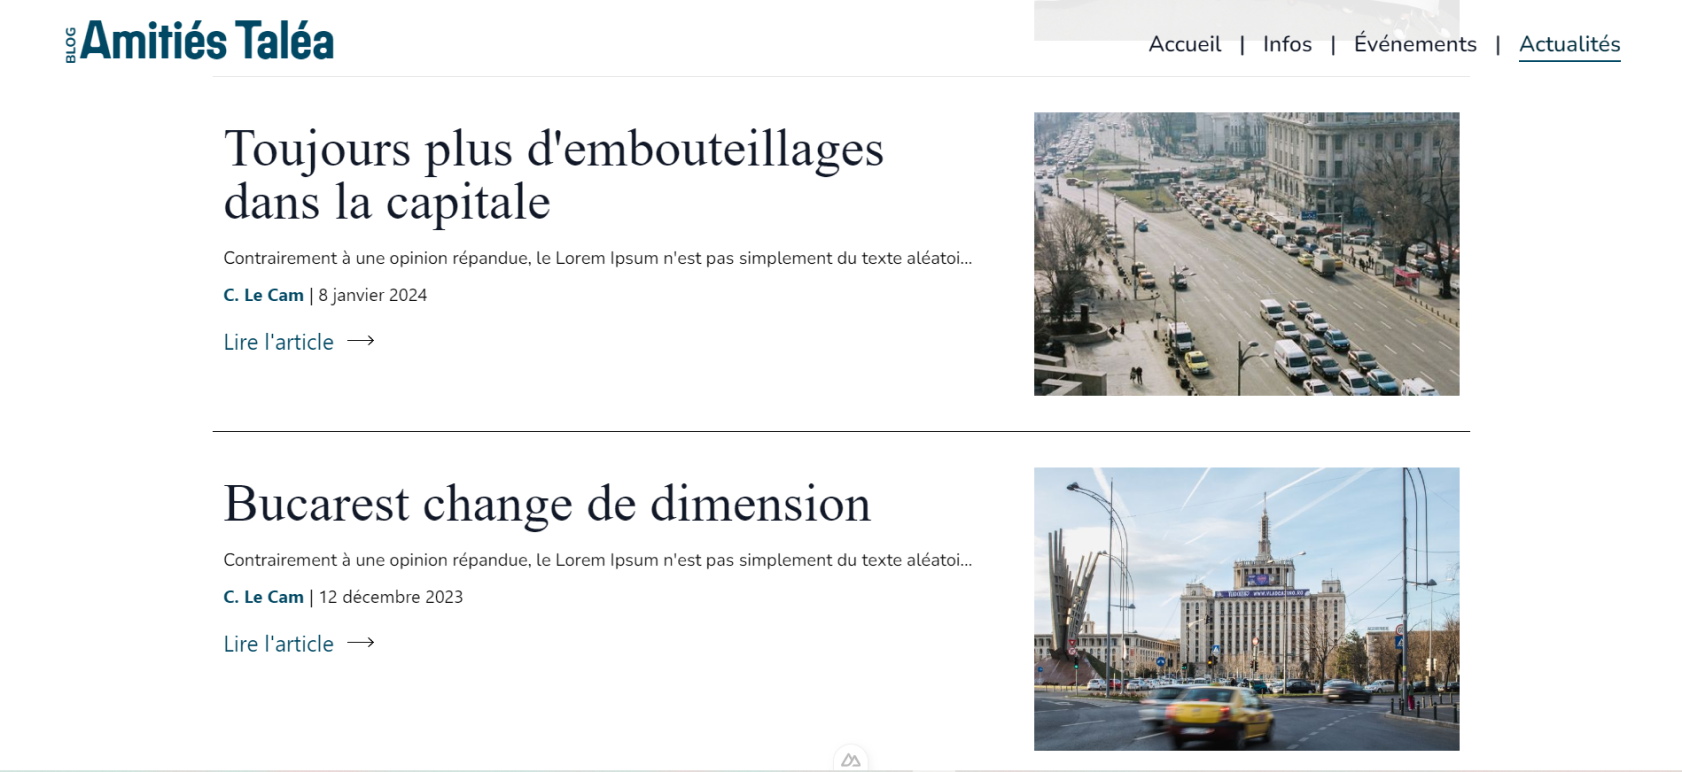 BLOG Amitiés Taléa
Accueil | Infos | Événements | Actualités
Toujours plus d'embouteillages
dans la capitale
Contrairement à une opinion répandue, le Lorem Ipsum n'est pas simplement du texte aléatoi...
C. Le Cam | 8 janvier 2024
Lire l'article
Bucarest change de dimension
Contrairement à une opinion répandue, le Lorem Ipsum n'est pas simplement du texte aléatoi...
C. Le Cam | 12 décembre 2023
Lire l'article